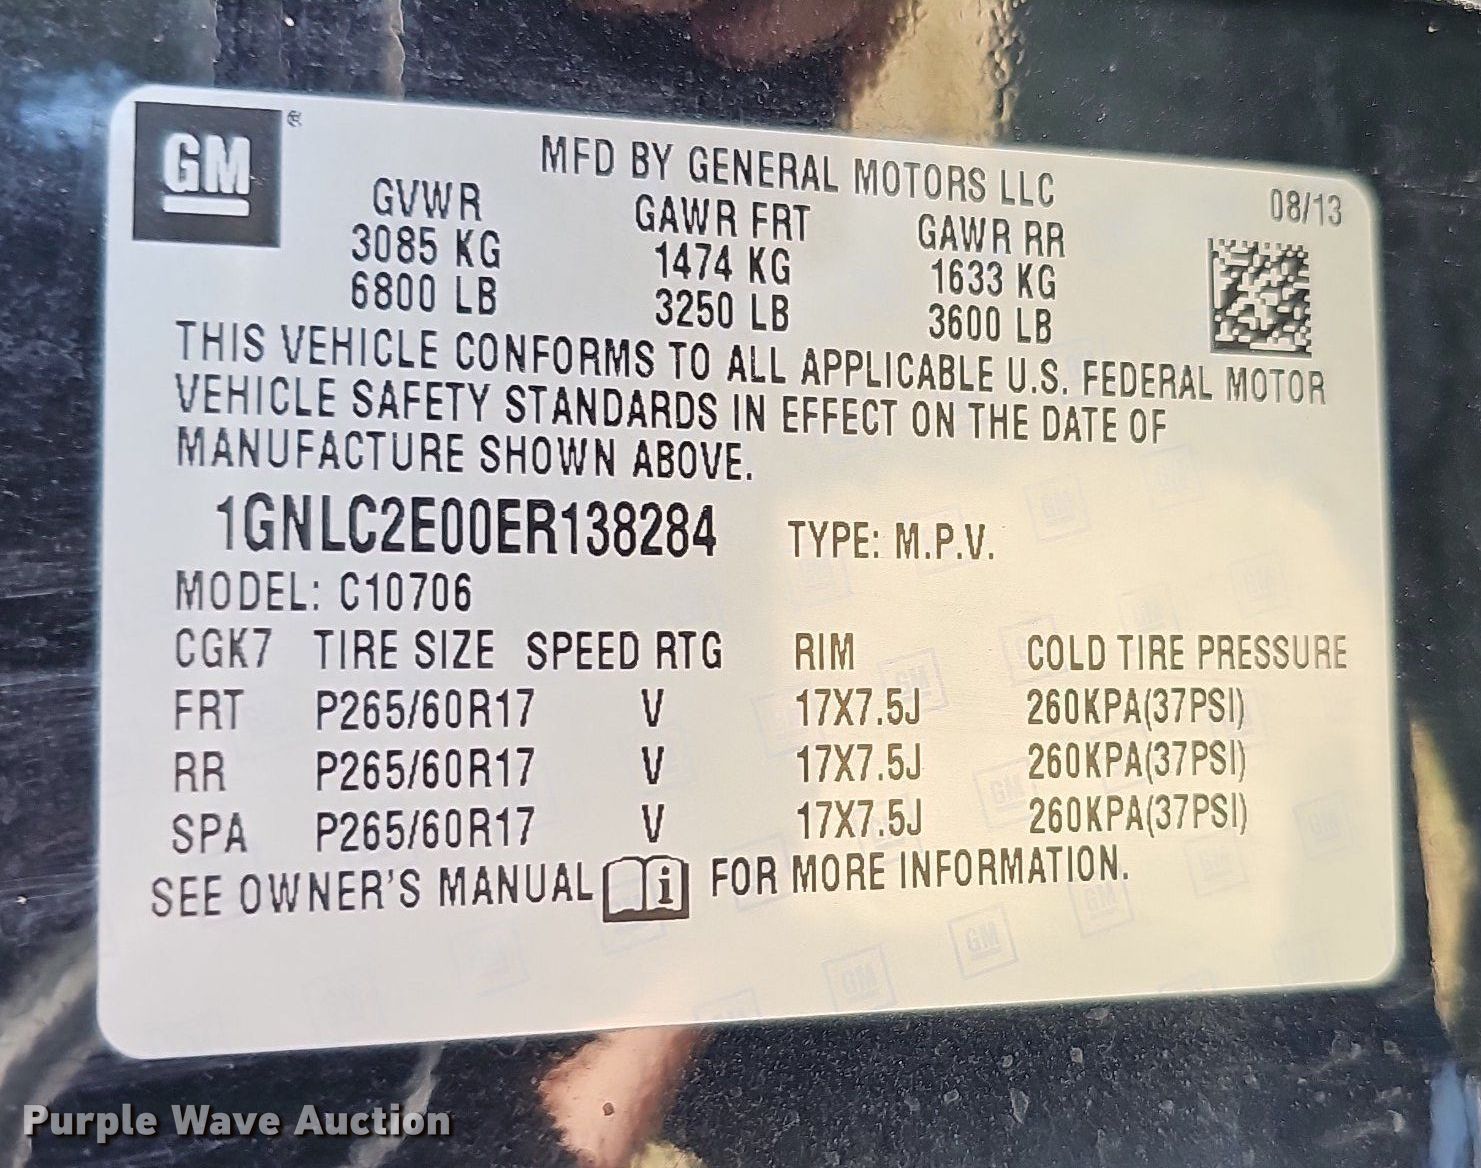 GM ®
MFD BY GENERAL MOTORS LLC
08/13
GVWR GAWR FRT GAWR RR
3085 KG 1474 KG 1633 KG
6800 LB 3250 LB 3600 LB
THIS VEHICLE CONFORMS TO ALL APPLICABLE U.S. FEDERAL MOTOR
VEHICLE SAFETY STANDARDS IN EFFECT ON THE DATE OF
MANUFACTURE SHOWN ABOVE.
1GNLC2E00ER138284 TYPE: M.P.V.
MODEL: C10706
CGK7 TIRE SIZE SPEED RTG RIM COLD TIRE PRESSURE
FRT P265/60R17 V 17X7.5J 260KPA(37PSI)
RR P265/60R17 V 17X7.5J 260KPA(37PSI)
SPA P265/60R17 V 17X7.5J 260KPA(37PSI)
SEE OWNER'S MANUAL i FOR MORE INFORMATION.
Purple Wave Auction